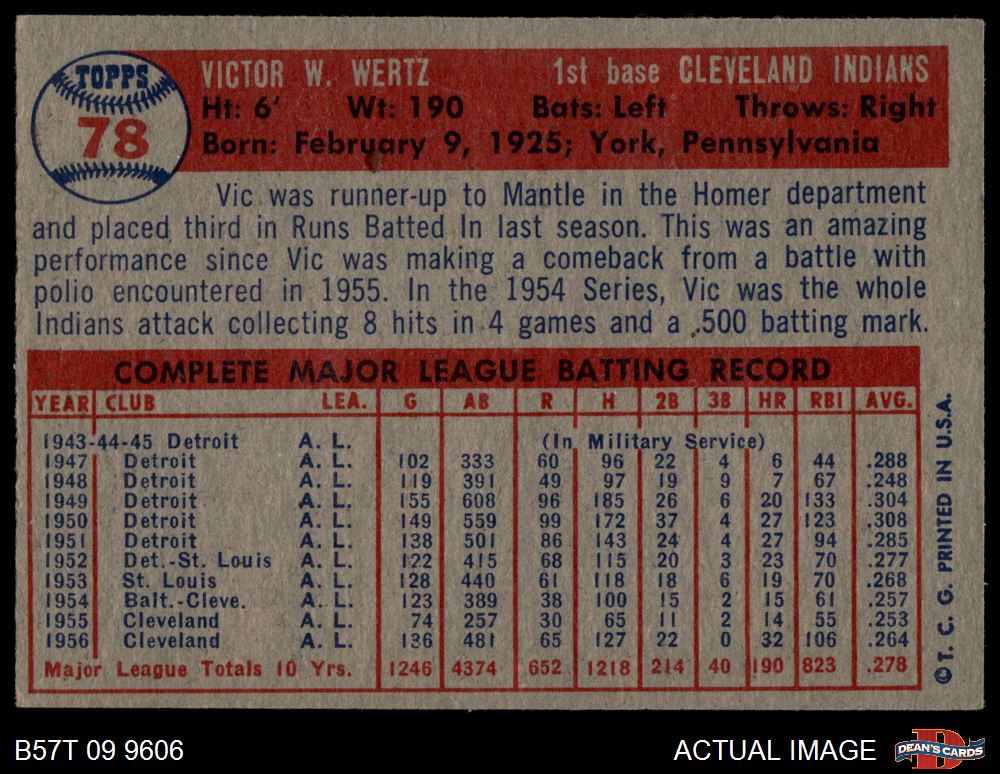 TOPPS
78
VICTOR W. WERTZ 1st base CLEVELAND INDIANS
Ht: 6' Wt: 190 Bats: Left Throws: Right
Born: February 9, 1925; York, Pennsylvania
Vic was runner-up to Mantle in the Homer department
and placed third in Runs Batted In last season. This was an amazing
performance since Vic was making a comeback from a battle with
polio encountered in 1955. In the 1954 Series, Vic was the whole
Indians attack collecting 8 hits in 4 games and a .500 batting mark.
COMPLETE MAJOR LEAGUE BATTING RECORD
YEAR CLUB LEA. G AB R H 2B 3B HR RBI AVG.
1943-44-45 Detroit A. L. (In Military Service)
1947 Detroit A. L. 102 333 60 96 22 4 6 44 .288
1948 Detroit A. L. 119 391 49 97 19 9 7 67 .248
1949 Detroit A. L. 155 608 96 185 26 6 20 133 .304
1950 Detroit A. L. 149 559 99 172 37 4 27 123 .308
1951 Detroit A. L. 138 501 86 143 24 4 27 94 .285
1952 Det.-St. Louis A. L. 122 415 68 115 20 3 23 70 .277
1953 St. Louis A. L. 128 440 61 118 18 6 19 70 .268
1954 Balt.-Cleve. A. L. 123 389 38 100 15 2 15 61 .257
1955 Cleveland A. L. 74 257 30 65 11 2 14 55 .253
1956 Cleveland A. L. 136 481 65 127 22 0 32 106 .264
Major League Totals 10 Yrs. 1246 4374 652 1218 214 40 190 823 .278
© T. C. G. PRINTED IN U.S.A.
B57T 09 9606 ACTUAL IMAGE
D
DEAN'S CARDS